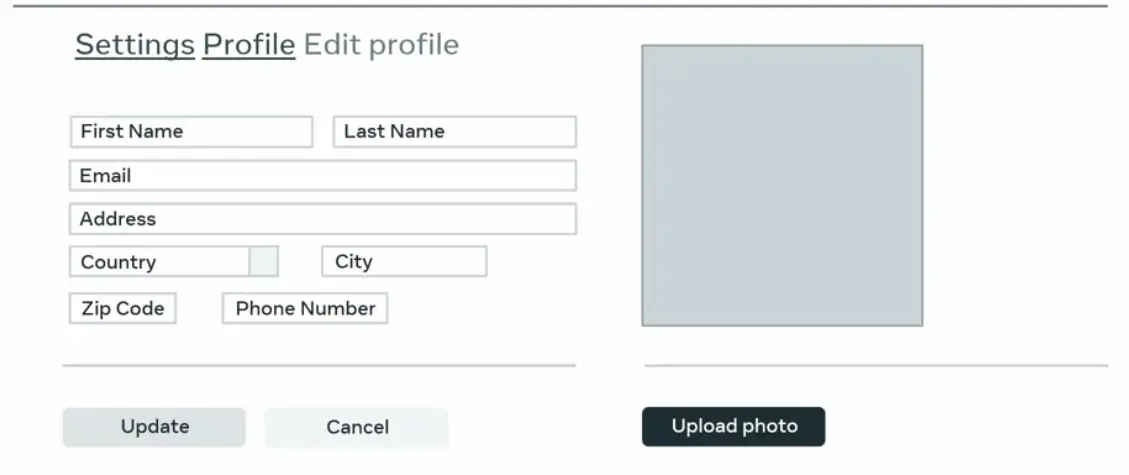 Settings Profile Edit profile
First Name Last Name
Email
Address
Country City
Zip Code Phone Number
Update Cancel Upload photo